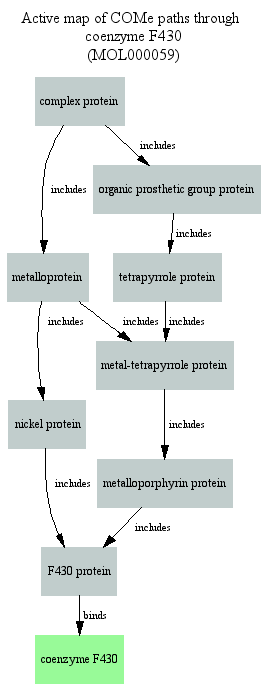 Active map of COMe paths through
coenzyme F430
(MOL000059)
complex protein
includes
includes
organic prosthetic group protein
includes
metalloprotein
tetrapyrrole protein
includes
includes
includes
metal-tetrapyrrole protein
nickel protein
includes
metalloporphyrin protein
includes
includes
F430 protein
binds
coenzyme F430